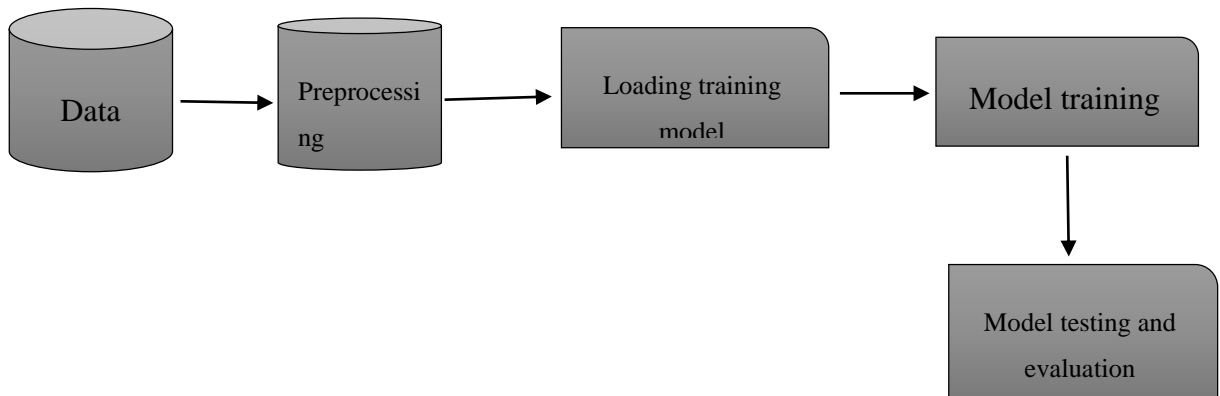 Data
Preprocessi
ng
Loading training
model
Model training
Model testing and
evaluation